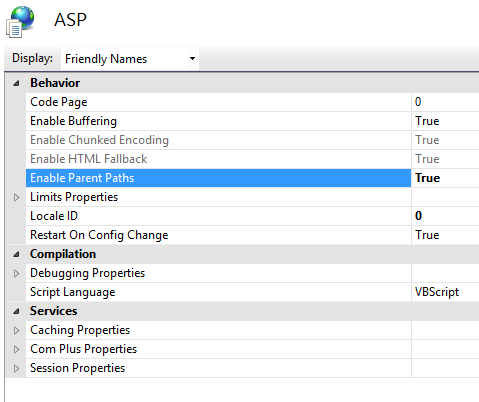 ASP
Display: Friendly Names
Behavior
Code Page 0
Enable Buffering True
Enable Chunked Encoding True
Enable HTML Fallback True
Enable Parent Paths True
Limits Properties
Locale ID 0
Restart On Config Change True
Compilation
Debugging Properties
Script Language VBScript
Services
Caching Properties
Com Plus Properties
Session Properties